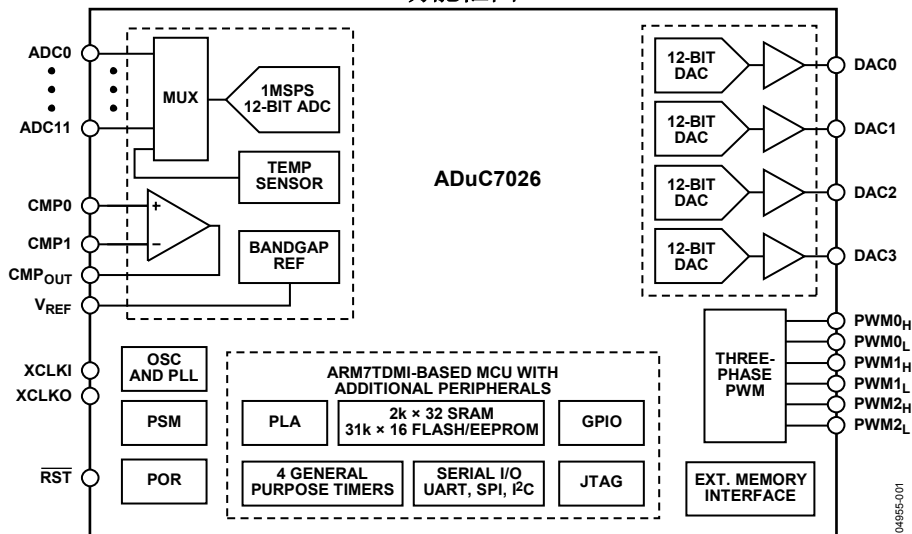 ADC0
ADC11
MUX
1MSPS
12-BIT ADC
TEMP
SENSOR
CMP0
CMP1
CMPOUT
VREF
+
−
BANDGAP
REF
ADuC7026
12-BIT
DAC
DAC0
12-BIT
DAC
DAC1
12-BIT
DAC
DAC2
12-BIT
DAC
DAC3
XCLKI
XCLKO
OSC
AND PLL
PSM
RST
POR
ARM7TDMI-BASED MCU WITH
ADDITIONAL PERIPHERALS
PLA
2k × 32 SRAM
31k × 16 FLASH/EEPROM
GPIO
4 GENERAL
PURPOSE TIMERS
SERIAL I/O
UART, SPI, I2C
JTAG
THREE-
PHASE
PWM
PWM0H
PWM0L
PWM1H
PWM1L
PWM2H
PWM2L
EXT. MEMORY
INTERFACE
04955-001